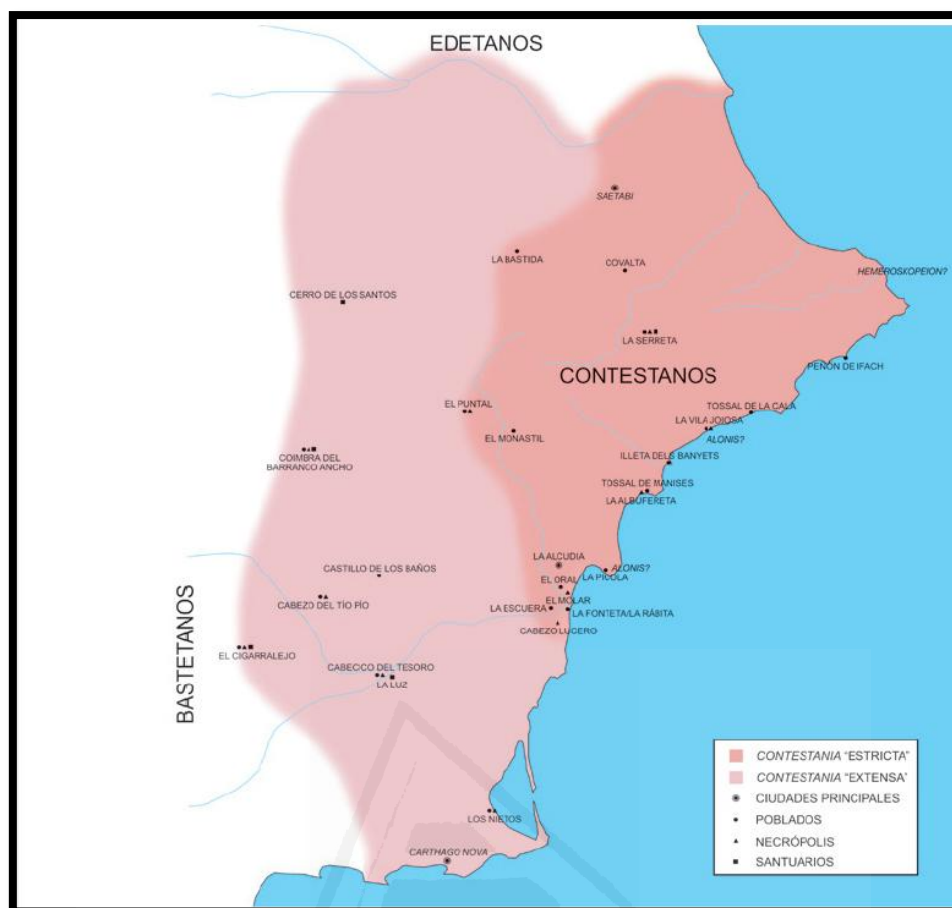 EDETANOS
SAETABI
LA BASTIDA
COVALTA
HEMEROSKOPEION?
CERRO DE LOS SANTOS
LA SERRETA
PEÑÓN DE IFACH
CONTESTANOS
EL PUNTAL
TOSSAL DE LA CALA
LA VILA JOIOSA
ALONIS?
EL MONASTIL
COIMBRA DEL
BARRANCO ANCHO
ILLETA DELS BANYETS
TOSSAL DE MANISES
LA ALBUFERETA
LA ALCUDIA
CASTILLO DE LOS BAÑOS
ALONIS?
LA PICOLA
EL ORAL
CABEZO DEL TÍO PÍO
EL MOLAR
LA ESCUERA
LA FONTETA/LA RÁBITA
CABEZO LUCERO
BASTETANOS
EL CIGARRALEJO
CABECICO DEL TESORO
LA LUZ
LOS NIETOS
CARTHAGO NOVA
CONTESTANIA "ESTRICTA"
CONTESTANIA "EXTENSA"
CIUDADES PRINCIPALES
POBLADOS
NECRÓPOLIS
SANTUARIOS